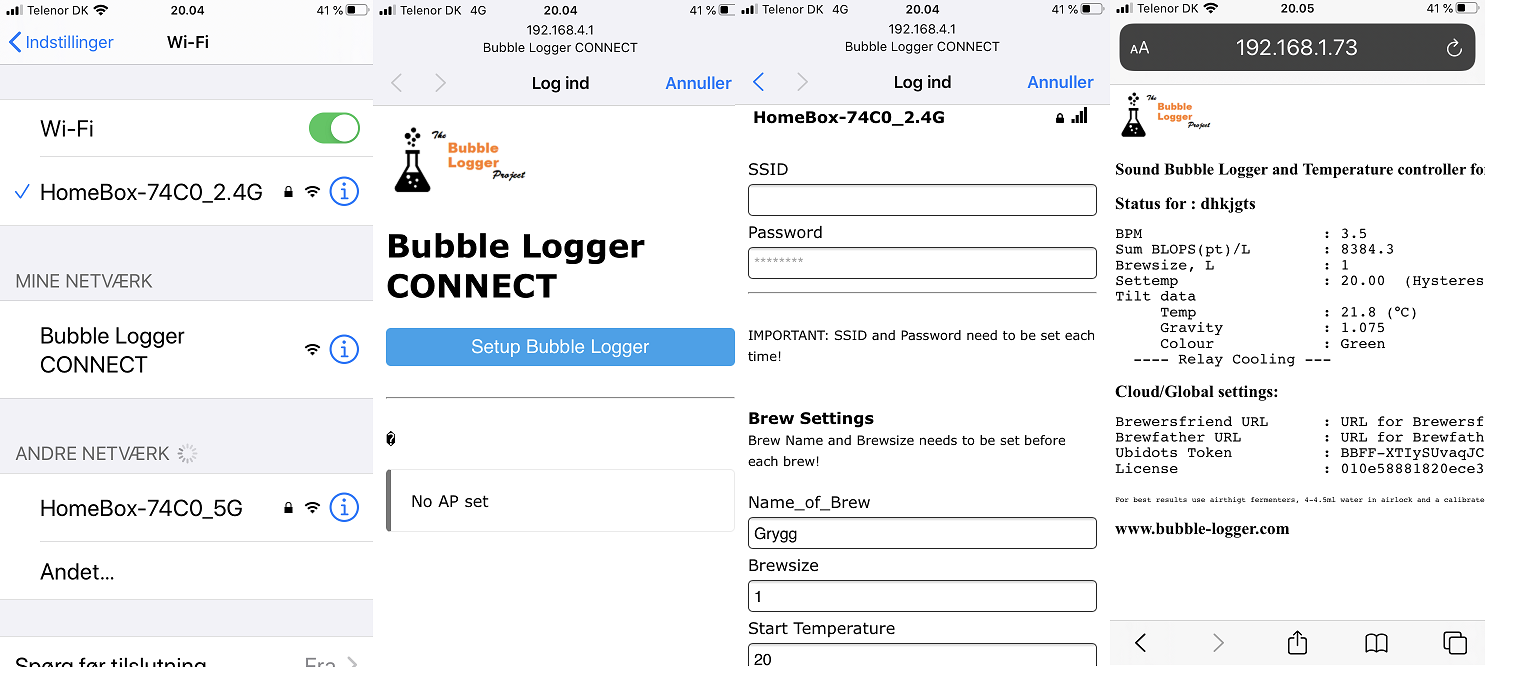 Telenor DK 20.04 41 %
Indstillinger Wi-Fi
Wi-Fi
HomeBox-74C0_2.4G
MINE NETVÆRK
Bubble Logger
CONNECT
ANDRE NETVÆRK
HomeBox-74C0_5G
Andet...
Spørg før tilslutning Fra
Telenor DK 4G 20.04 41 %
192.168.4.1
Bubble Logger CONNECT
Log ind Annuller
The
Bubble
Logger
Project
Bubble Logger
CONNECT
Setup Bubble Logger
No AP set
Telenor DK 4G 20.04 41 %
192.168.4.1
Bubble Logger CONNECT
Log ind Annuller
HomeBox-74C0_2.4G
SSID
Password
********
IMPORTANT: SSID and Password need to be set each
time!
Brew Settings
Brew Name and Brewsize needs to be set before
each brew!
Name_of_Brew
Grygg
Brewsize
1
Start Temperature
20
Telenor DK 20.05 41 %
AA 192.168.1.73
The
Bubble
Logger
Project
Sound Bubble Logger and Temperature controller fo
Status for : dhkjgts
BPM : 3.5
Sum BLOPS(pt)/L : 8384.3
Brewsize, L : 1
Settemp : 20.00 (Hysteres
Tilt data
Temp : 21.8 (°C)
Gravity : 1.075
Colour : Green
---- Relay Cooling ---
Cloud/Global settings:
Brewersfriend URL : URL for Brewersf
Brewfather URL : URL for Brewfath
Ubidots Token : BBFF-XTIySUvaqJC
License : 010e58881820ece3
For best results use airthigt fermenters, 4-4.5ml water in airlock and a calibrate
www.bubble-logger.com